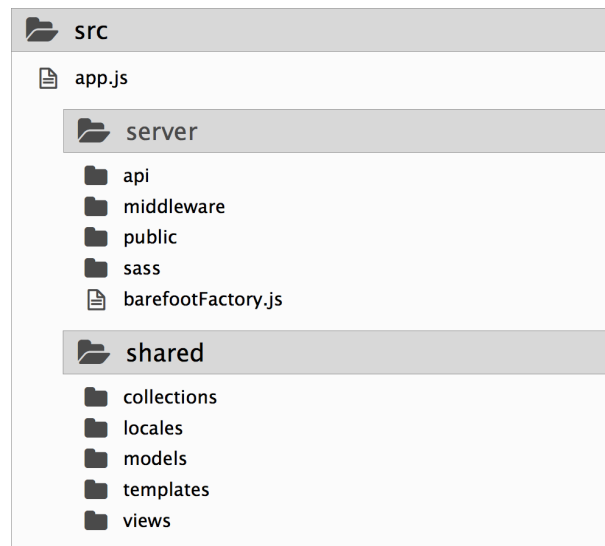 src
app.js
server
api
middleware
public
sass
barefootFactory.js
shared
collections
locales
models
templates
views